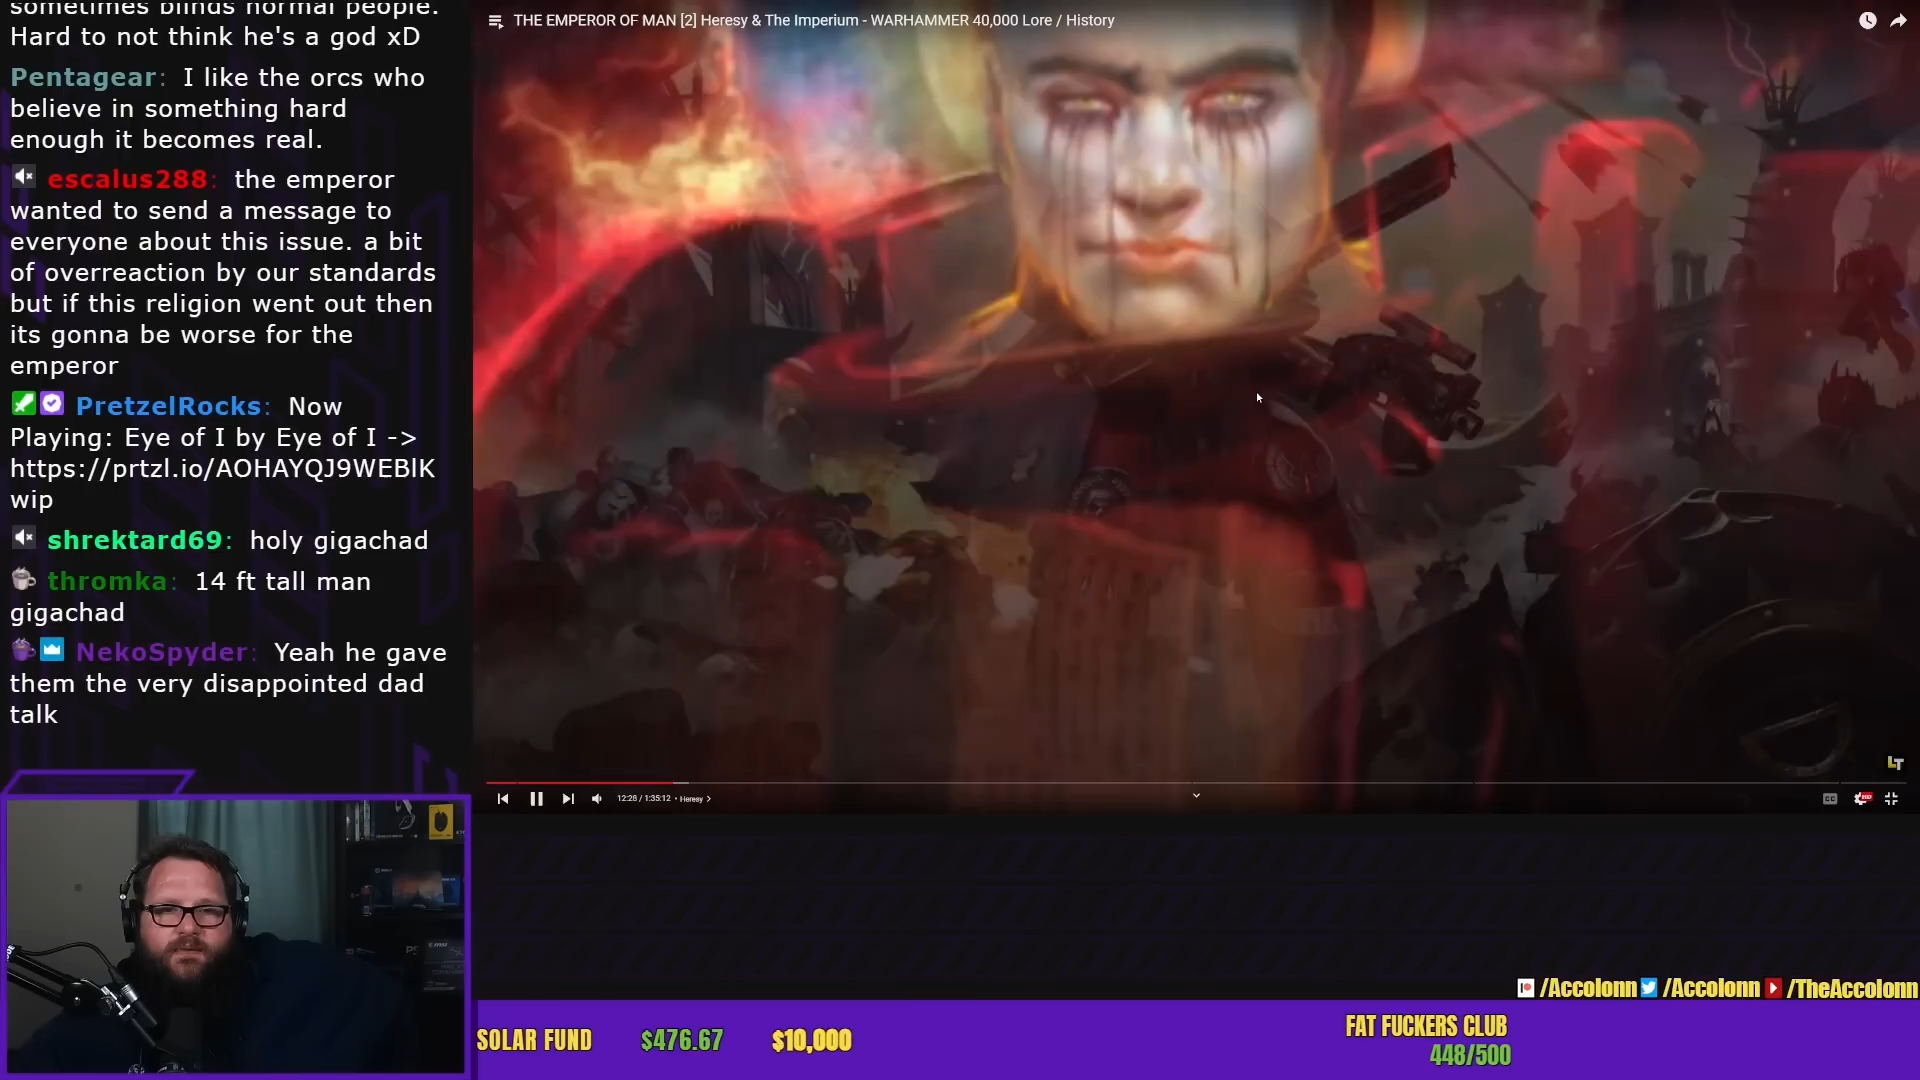 sometimes blinds normal people.
Hard to not think he's a god xD
Pentagear: I like the orcs who
believe in something hard
enough it becomes real.
escalus288: the emperor
wanted to send a message to
everyone about this issue. a bit
of overreaction by our standards
but if this religion went out then
its gonna be worse for the
emperor
PretzelRocks: Now
Playing: Eye of I by Eye of I ->
https://prtzl.io/AOHAYQJ9WEBlK
wip
shrektard69: holy gigachad
thromka: 14 ft tall man
gigachad
NekoSpyder: Yeah he gave
them the very disappointed dad
talk
THE EMPEROR OF MAN [2] Heresy & The Imperium - WARHAMMER 40,000 Lore / History
LT
12:28 / 1:35:12 • Heresy
CC
HD
/Accolonn /Accolonn /TheAccolonn
SOLAR FUND $476.67 $10,000
FAT FUCKERS CLUB
448/500